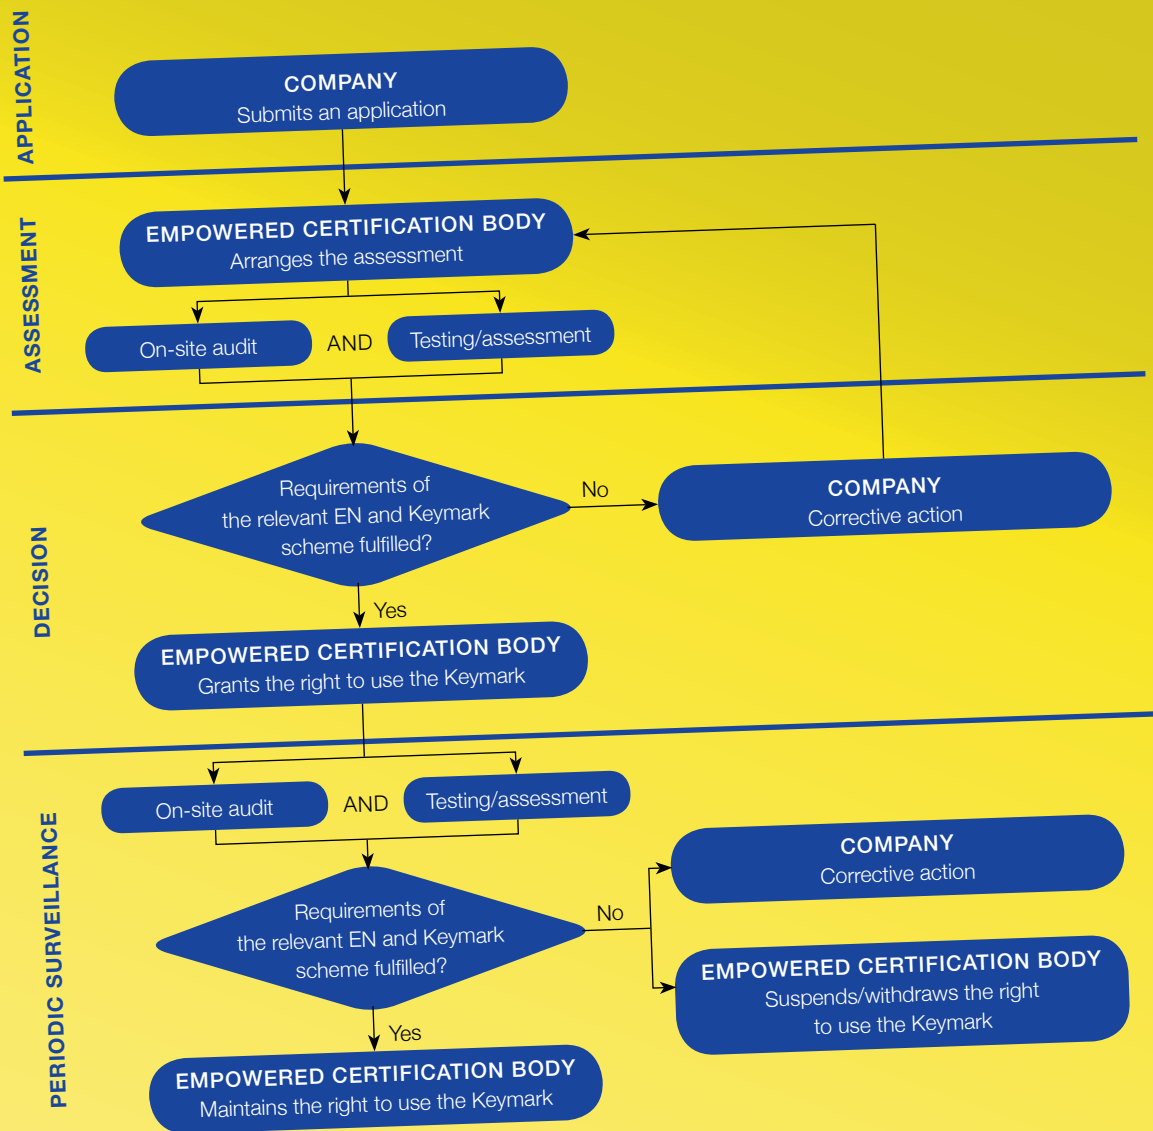 APPLICATION
COMPANY
Submits an application
ASSESSMENT
EMPOWERED CERTIFICATION BODY
Arranges the assessment
On-site audit
AND
Testing/assessment
DECISION
Requirements of
the relevant EN and Keymark
scheme fulfilled?
No
COMPANY
Corrective action
Yes
EMPOWERED CERTIFICATION BODY
Grants the right to use the Keymark
PERIODIC SURVEILLANCE
On-site audit
AND
Testing/assessment
Requirements of
the relevant EN and Keymark
scheme fulfilled?
No
COMPANY
Corrective action
EMPOWERED CERTIFICATION BODY
Suspends/withdraws the right
to use the Keymark
Yes
EMPOWERED CERTIFICATION BODY
Maintains the right to use the Keymark